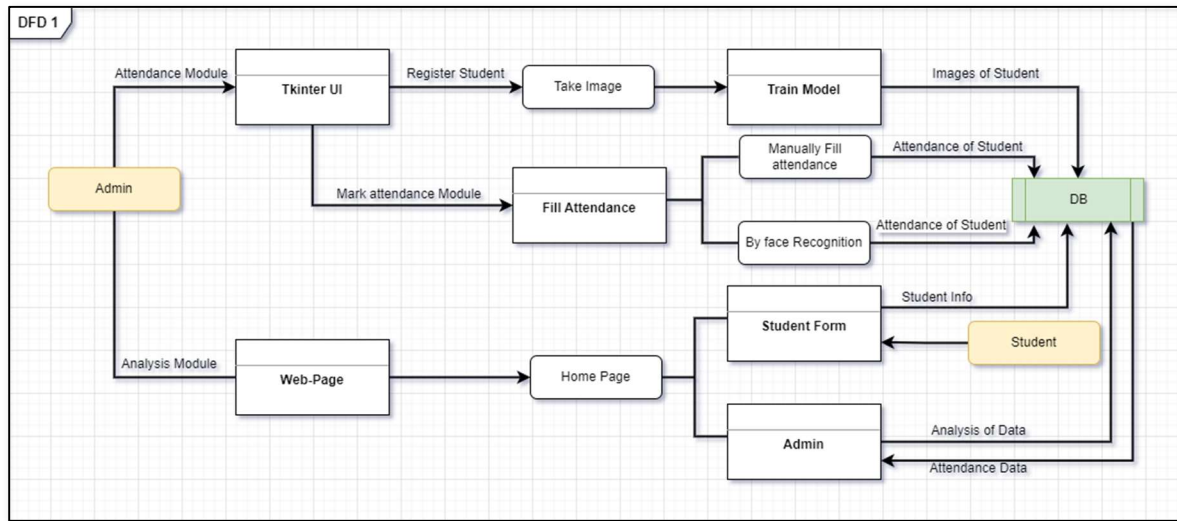 DFD 1
Attendance Module
Tkinter UI
Register Student
Take Image
Train Model
Images of Student
Admin
Mark attendance Module
Fill Attendance
Manually Fill
attendance
Attendance of Student
DB
By face Recognition
Attendance of Student
Student Form
Student Info
Student
Analysis Module
Web-Page
Home Page
Admin
Analysis of Data
Attendance Data